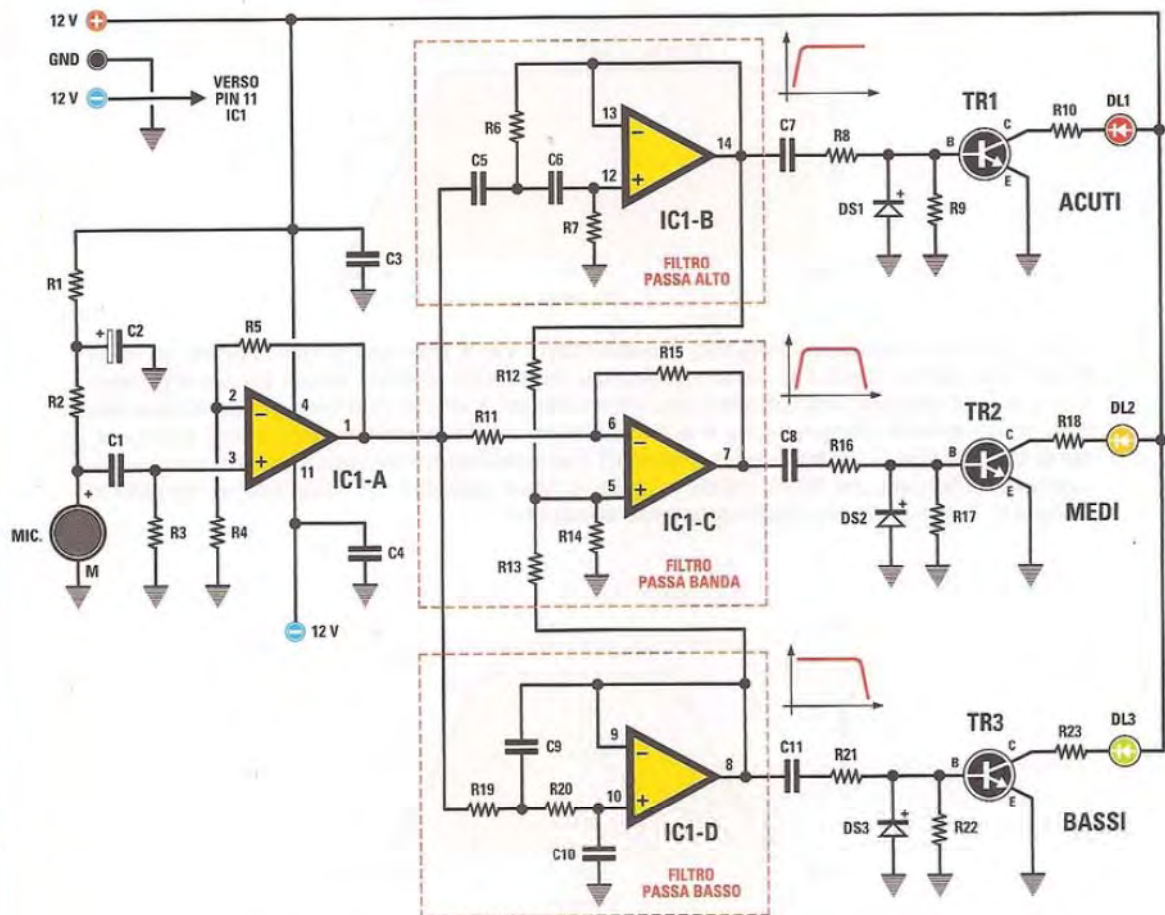 12 V +
GND
12 V −
VERSO
PIN 11
IC1
R1
+
C2
R2
C1
+
MIC.
M
R3
R4
R5
2
3
4
1
11
−
+
IC1-A
C3
C4
− 12 V
C5
R6
C6
R7
13
12
14
−
+
IC1-B
FILTRO
PASSA ALTO
C7
R8
DS1
+
R9
TR1
B
C
E
R10
DL1
ACUTI
R12
R11
R15
R13
R14
6
5
7
−
+
IC1-C
FILTRO
PASSA BANDA
C8
R16
DS2
+
R17
TR2
B
C
E
R18
DL2
MEDI
C9
R19
R20
C10
9
10
8
−
+
IC1-D
FILTRO
PASSA BASSO
C11
R21
DS3
+
R22
TR3
B
C
E
R23
DL3
BASSI